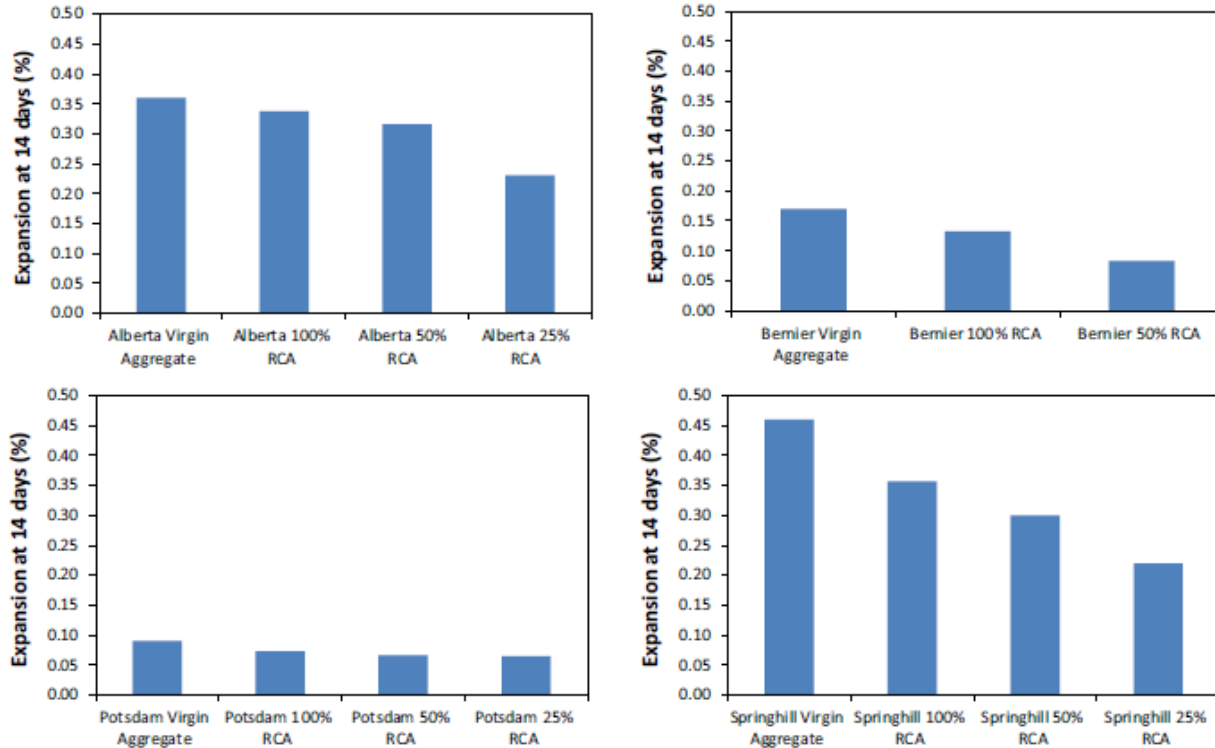 Expansion at 14 days (%)
0.50
0.45
0.40
0.35
0.30
0.25
0.20
0.15
0.10
0.05
0.00
Alberta Virgin Aggregate
Alberta 100% RCA
Alberta 50% RCA
Alberta 25% RCA
Expansion at 14 days (%)
0.50
0.45
0.40
0.35
0.30
0.25
0.20
0.15
0.10
0.05
0.00
Bernier Virgin Aggregate
Bernier 100% RCA
Bernier 50% RCA
Expansion at 14 days (%)
0.50
0.45
0.40
0.35
0.30
0.25
0.20
0.15
0.10
0.05
0.00
Potsdam Virgin Aggregate
Potsdam 100% RCA
Potsdam 50% RCA
Potsdam 25% RCA
Expansion at 14 days (%)
0.50
0.45
0.40
0.35
0.30
0.25
0.20
0.15
0.10
0.05
0.00
Springhill Virgin Aggregate
Springhill 100% RCA
Springhill 50% RCA
Springhill 25% RCA